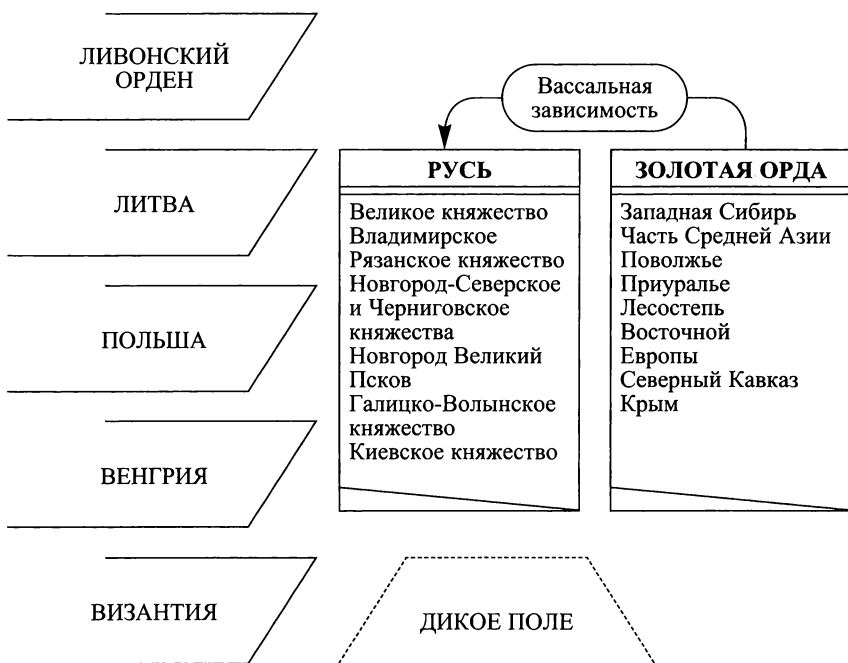 ЛИВОНСКИЙ
ОРДЕН
ЛИТВА
ПОЛЬША
ВЕНГРИЯ
ВИЗАНТИЯ
Вассальная
зависимость
РУСЬ
Великое княжество
Владимирское
Рязанское княжество
Новгород-Северское
и Черниговское
княжества
Новгород Великий
Псков
Галицко-Волынское
княжество
Киевское княжество
ЗОЛОТАЯ ОРДА
Западная Сибирь
Часть Средней Азии
Поволжье
Приуралье
Лесостепь
Восточной
Европы
Северный Кавказ
Крым
ДИКОЕ ПОЛЕ